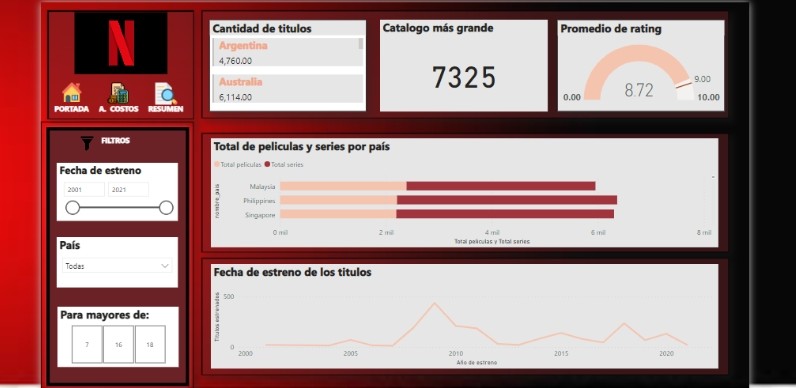 N
PORTADA A. COSTOS RESUMEN
Cantidad de titulos
Argentina
4,760.00
Australia
6,114.00
Catalogo más grande
7325
Promedio de rating
0.00
8.72
9.00
10.00
FILTROS
Fecha de estreno
2001 2021
País
Todas
Para mayores de:
7 16 18
Total de peliculas y series por país
Total peliculas Total series
nombre_pais
Malaysia
Philippines
Singapore
0 mil 2 mil 4 mil 6 mil 8 mil
Total peliculas y Total series
Fecha de estreno de los titulos
Titulos estrenados
500
0
2000 2005 2010 2015 2020
Año de estreno